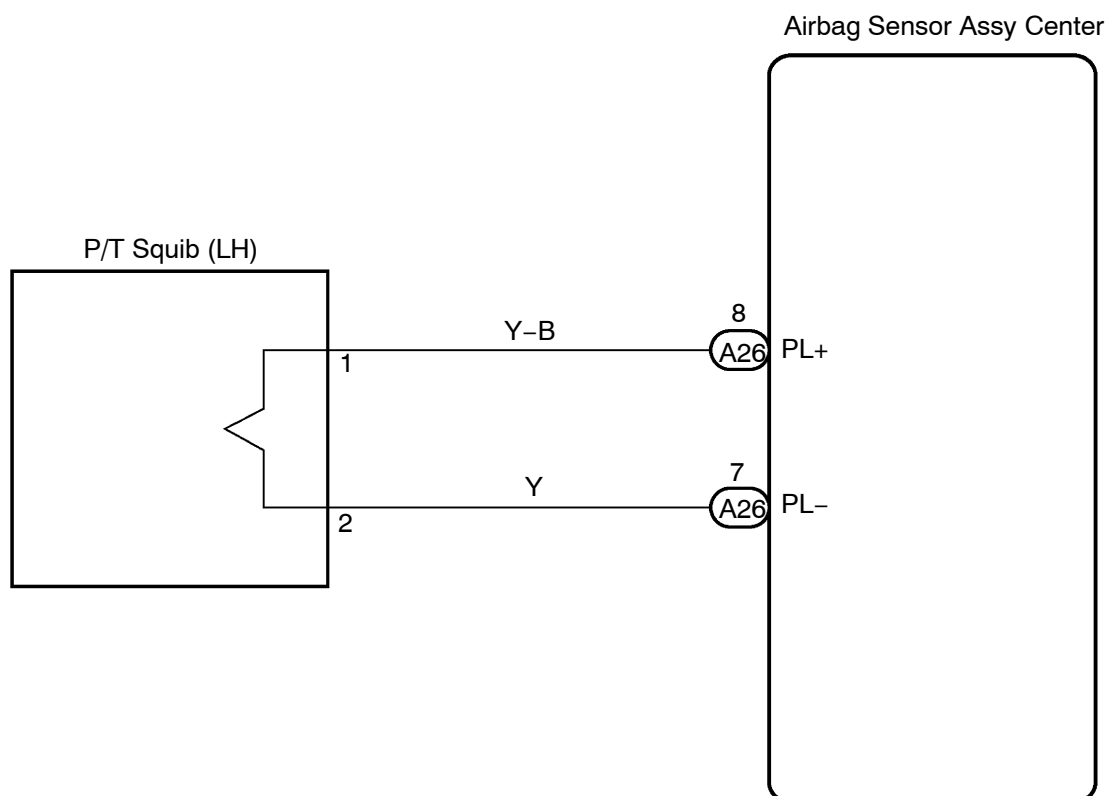 Airbag Sensor Assy Center
P/T Squib (LH)
1
Y−B
8
A26
PL+
2
Y
7
A26
PL−